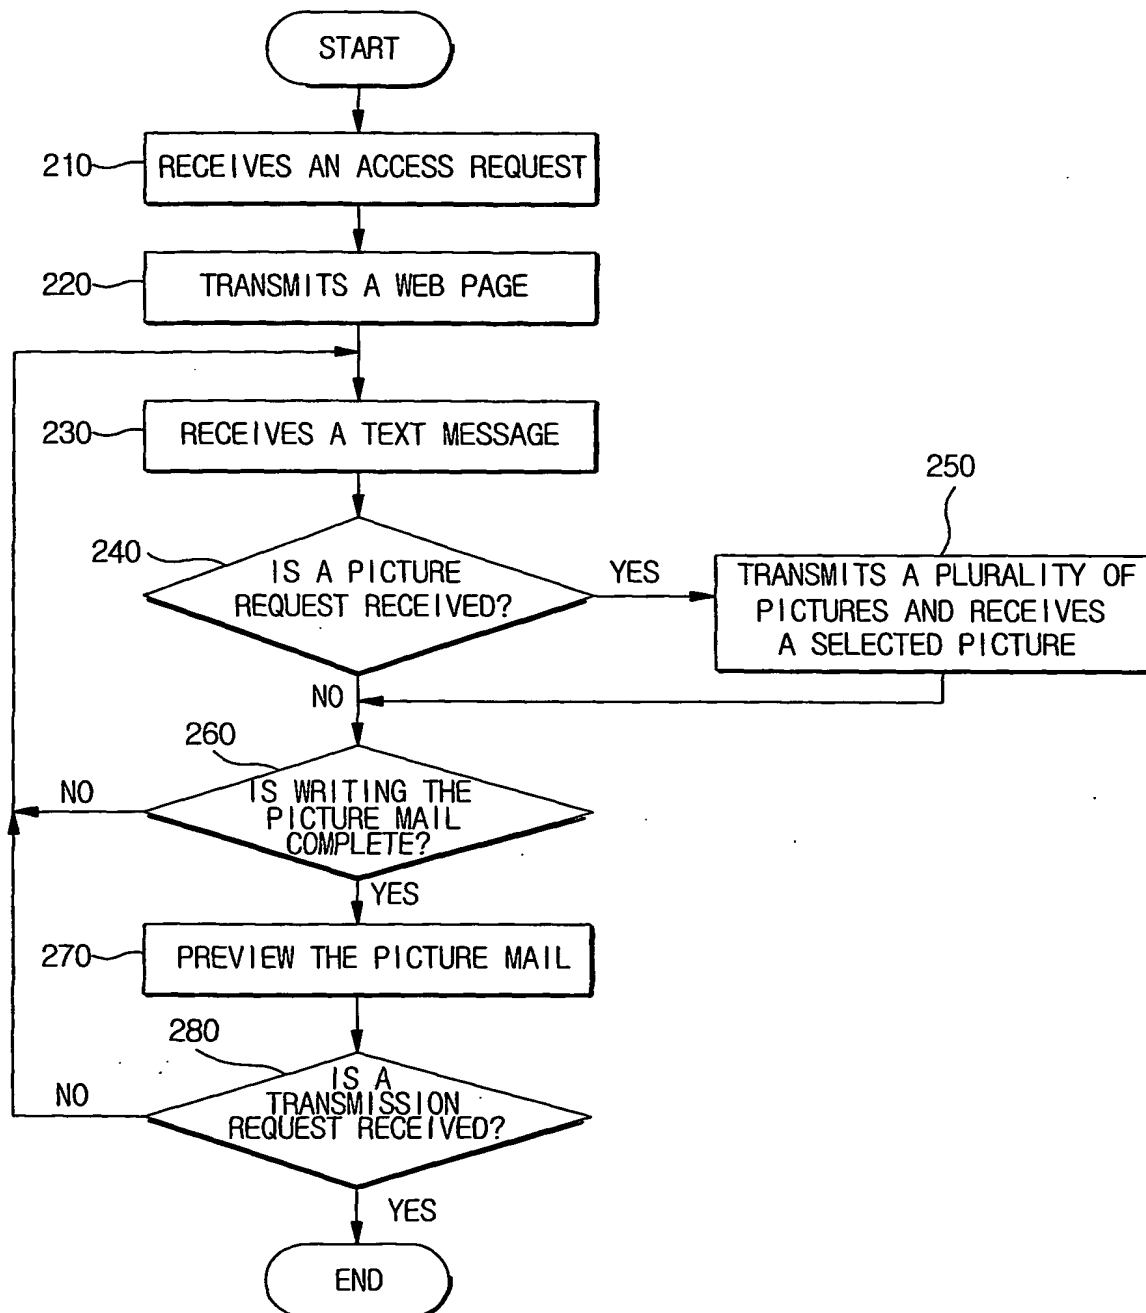 START
210
RECEIVES AN ACCESS REQUEST
220
TRANSMITS A WEB PAGE
230
RECEIVES A TEXT MESSAGE
240
IS A PICTURE
REQUEST RECEIVED?
YES
250
TRANSMITS A PLURALITY OF
PICTURES AND RECEIVES
A SELECTED PICTURE
NO
260
IS WRITING THE
PICTURE MAIL
COMPLETE?
NO
YES
270
PREVIEW THE PICTURE MAIL
280
IS A
TRANSMISSION
REQUEST RECEIVED?
NO
YES
END